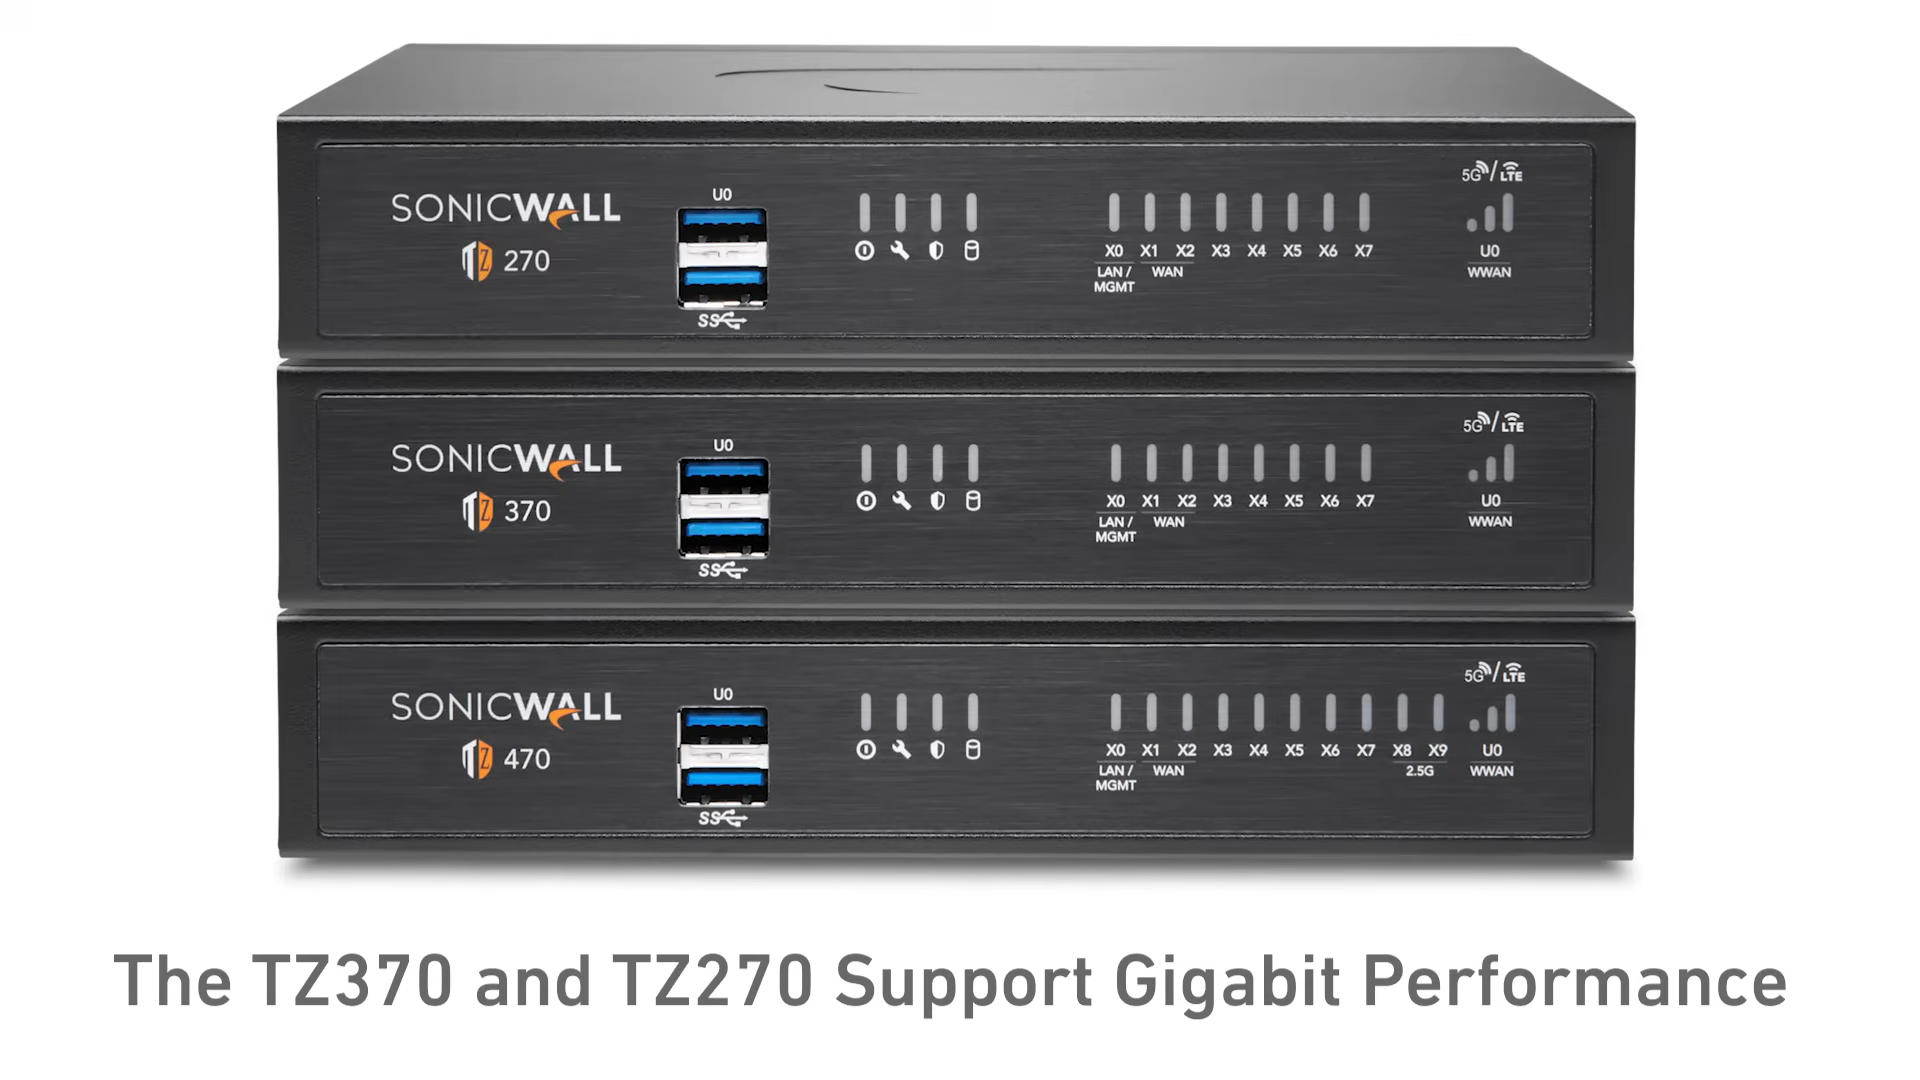 5G / LTE
SONICWALL
U0
TZ 270
X0 X1 X2 X3 X4 X5 X6 X7
U0
LAN / WAN
WWAN
MGMT
SS
5G / LTE
SONICWALL
U0
TZ 370
X0 X1 X2 X3 X4 X5 X6 X7
U0
LAN / WAN
WWAN
MGMT
SS
5G / LTE
SONICWALL
U0
TZ 470
X0 X1 X2 X3 X4 X5 X6 X7 X8 X9
U0
LAN / WAN
2.5G
WWAN
MGMT
SS
The TZ370 and TZ270 Support Gigabit Performance